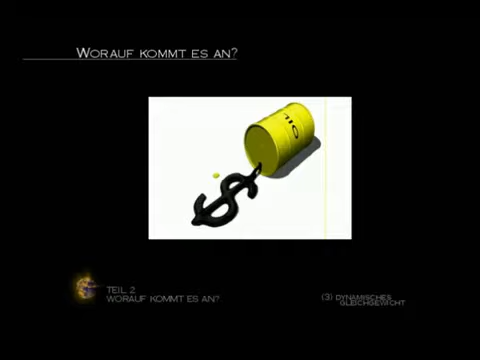 WORAUF KOMMT ES AN?
OIL
TEIL 2
WORAUF KOMMT ES AN?
(3) DYNAMISCHES
GLEICHGEWICHT